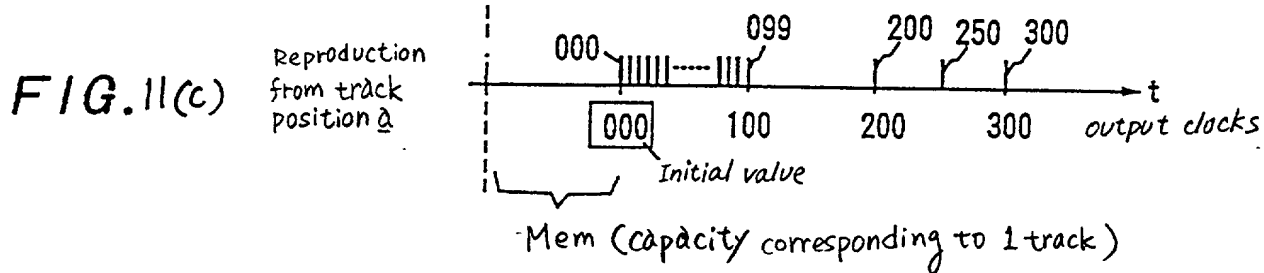 FIG.11(c)
Reproduction
from track
position a
000
099
200
250
300
t
000
100
200
300
output clocks
Initial value
Mem (capacity corresponding to 1 track)